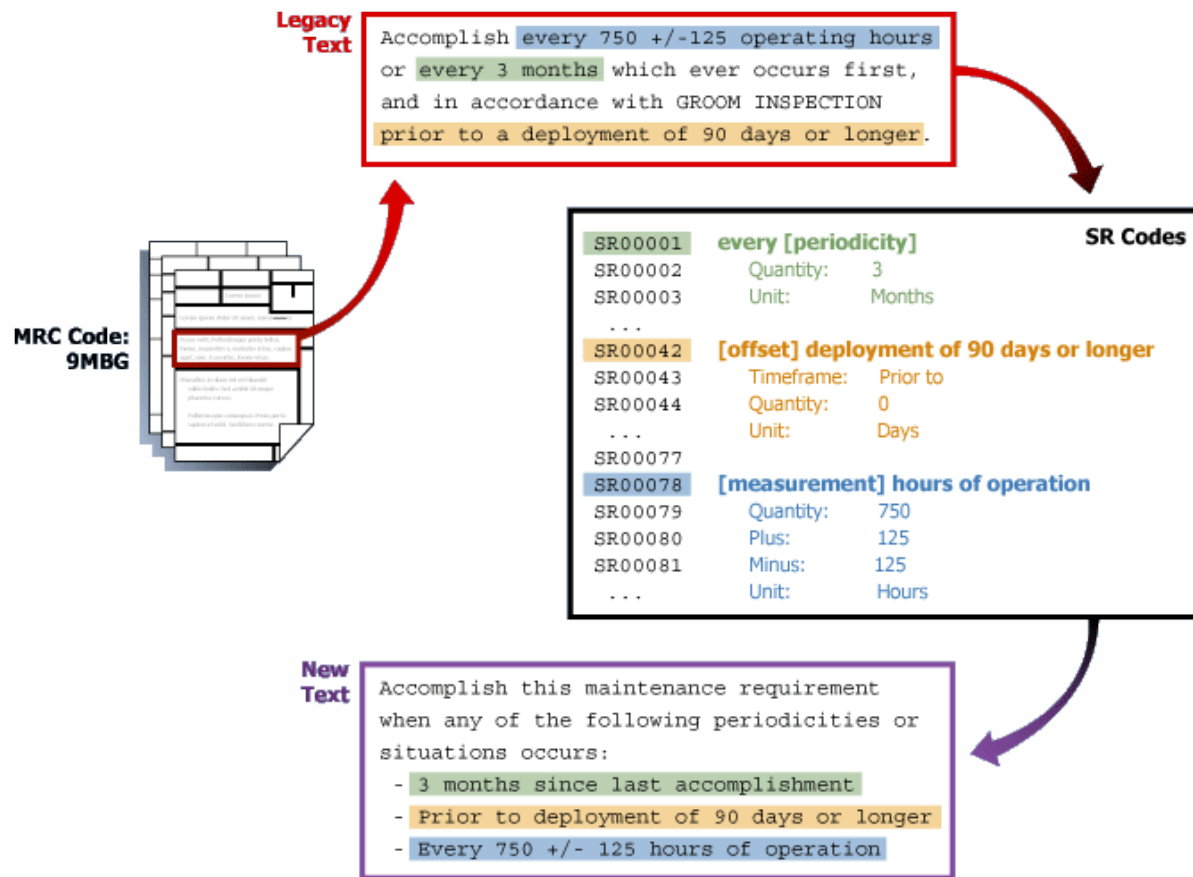 Legacy
Text
Accomplish every 750 +/-125 operating hours
or every 3 months which ever occurs first,
and in accordance with GROOM INSPECTION
prior to a deployment of 90 days or longer.
MRC Code:
9MBG
SR Codes
SR00001 every [periodicity]
SR00002 Quantity: 3
SR00003 Unit: Months
...
SR00042 [offset] deployment of 90 days or longer
SR00043 Timeframe: Prior to
SR00044 Quantity: 0
... Unit: Days
SR00077
SR00078 [measurement] hours of operation
SR00079 Quantity: 750
SR00080 Plus: 125
SR00081 Minus: 125
... Unit: Hours
New
Text
Accomplish this maintenance requirement
when any of the following periodicities or
situations occurs:
- 3 months since last accomplishment
- Prior to deployment of 90 days or longer
- Every 750 +/- 125 hours of operation